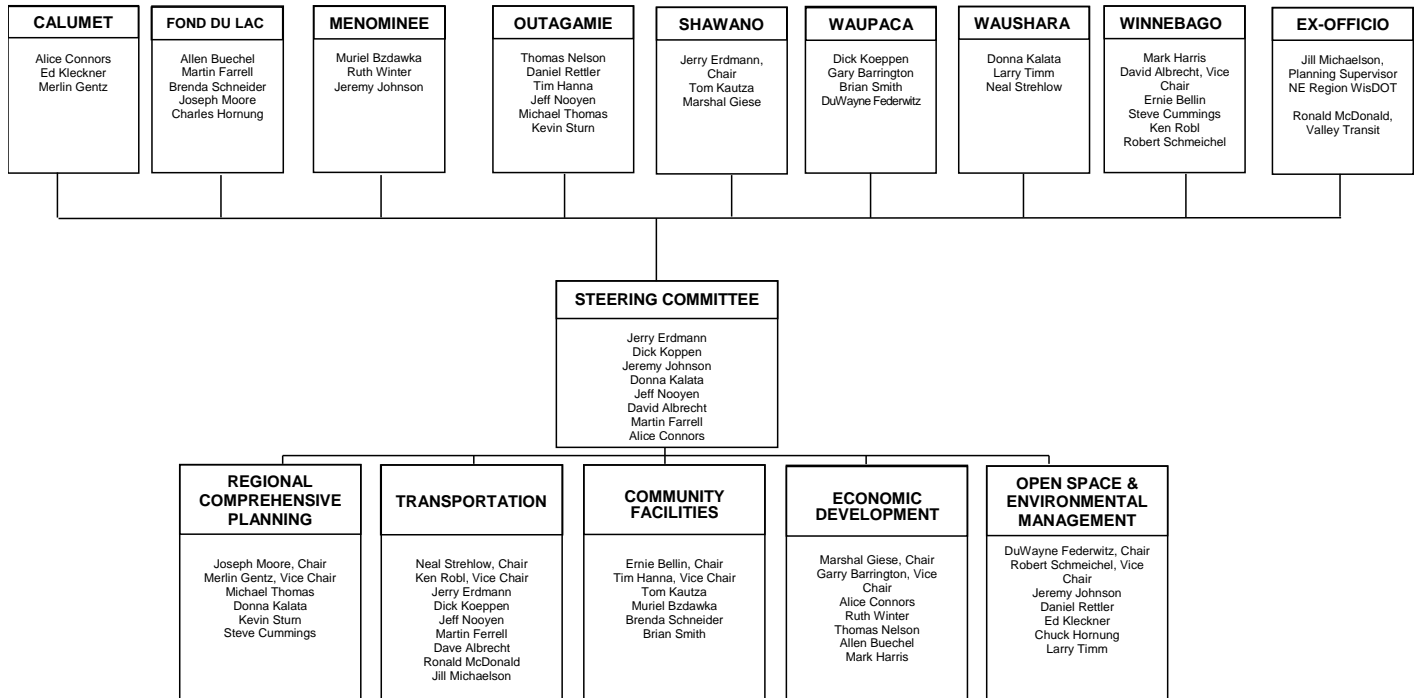 CALUMET
Alice Connors
Ed Kleckner
Merlin Gentz
FOND DU LAC
Allen Buechel
Martin Farrell
Brenda Schneider
Joseph Moore
Charles Hornung
MENOMINEE
Muriel Bzdawka
Ruth Winter
Jeremy Johnson
OUTAGAMIE
Thomas Nelson
Daniel Rettler
Tim Hanna
Jeff Nooyen
Michael Thomas
Kevin Sturn
SHAWANO
Jerry Erdmann,
Chair
Tom Kautza
Marshal Giese
WAUPACA
Dick Koeppen
Gary Barrington
Brian Smith
DuWayne Federwitz
WAUSHARA
Donna Kalata
Larry Timm
Neal Strehlow
WINNEBAGO
Mark Harris
David Albrecht, Vice
Chair
Ernie Bellin
Steve Cummings
Ken Robl
Robert Schmeichel
EX-OFFICIO
Jill Michaelson,
Planning Supervisor
NE Region WisDOT
Ronald McDonald,
Valley Transit
STEERING COMMITTEE
Jerry Erdmann
Dick Koppen
Jeremy Johnson
Donna Kalata
Jeff Nooyen
David Albrecht
Martin Farrell
Alice Connors
REGIONAL
COMPREHENSIVE
PLANNING
Joseph Moore, Chair
Merlin Gentz, Vice Chair
Michael Thomas
Donna Kalata
Kevin Sturn
Steve Cummings
TRANSPORTATION
Neal Strehlow, Chair
Ken Robl, Vice Chair
Jerry Erdmann
Dick Koeppen
Jeff Nooyen
Martin Ferrell
Dave Albrecht
Ronald McDonald
Jill Michaelson
COMMUNITY
FACILITIES
Ernie Bellin, Chair
Tim Hanna, Vice Chair
Tom Kautza
Muriel Bzdawka
Brenda Schneider
Brian Smith
ECONOMIC
DEVELOPMENT
Marshal Giese, Chair
Garry Barrington, Vice
Chair
Alice Connors
Ruth Winter
Thomas Nelson
Allen Buechel
Mark Harris
OPEN SPACE &
ENVIRONMENTAL
MANAGEMENT
DuWayne Federwitz, Chair
Robert Schmeichel, Vice
Chair
Jeremy Johnson
Daniel Rettler
Ed Kleckner
Chuck Hornung
Larry Timm